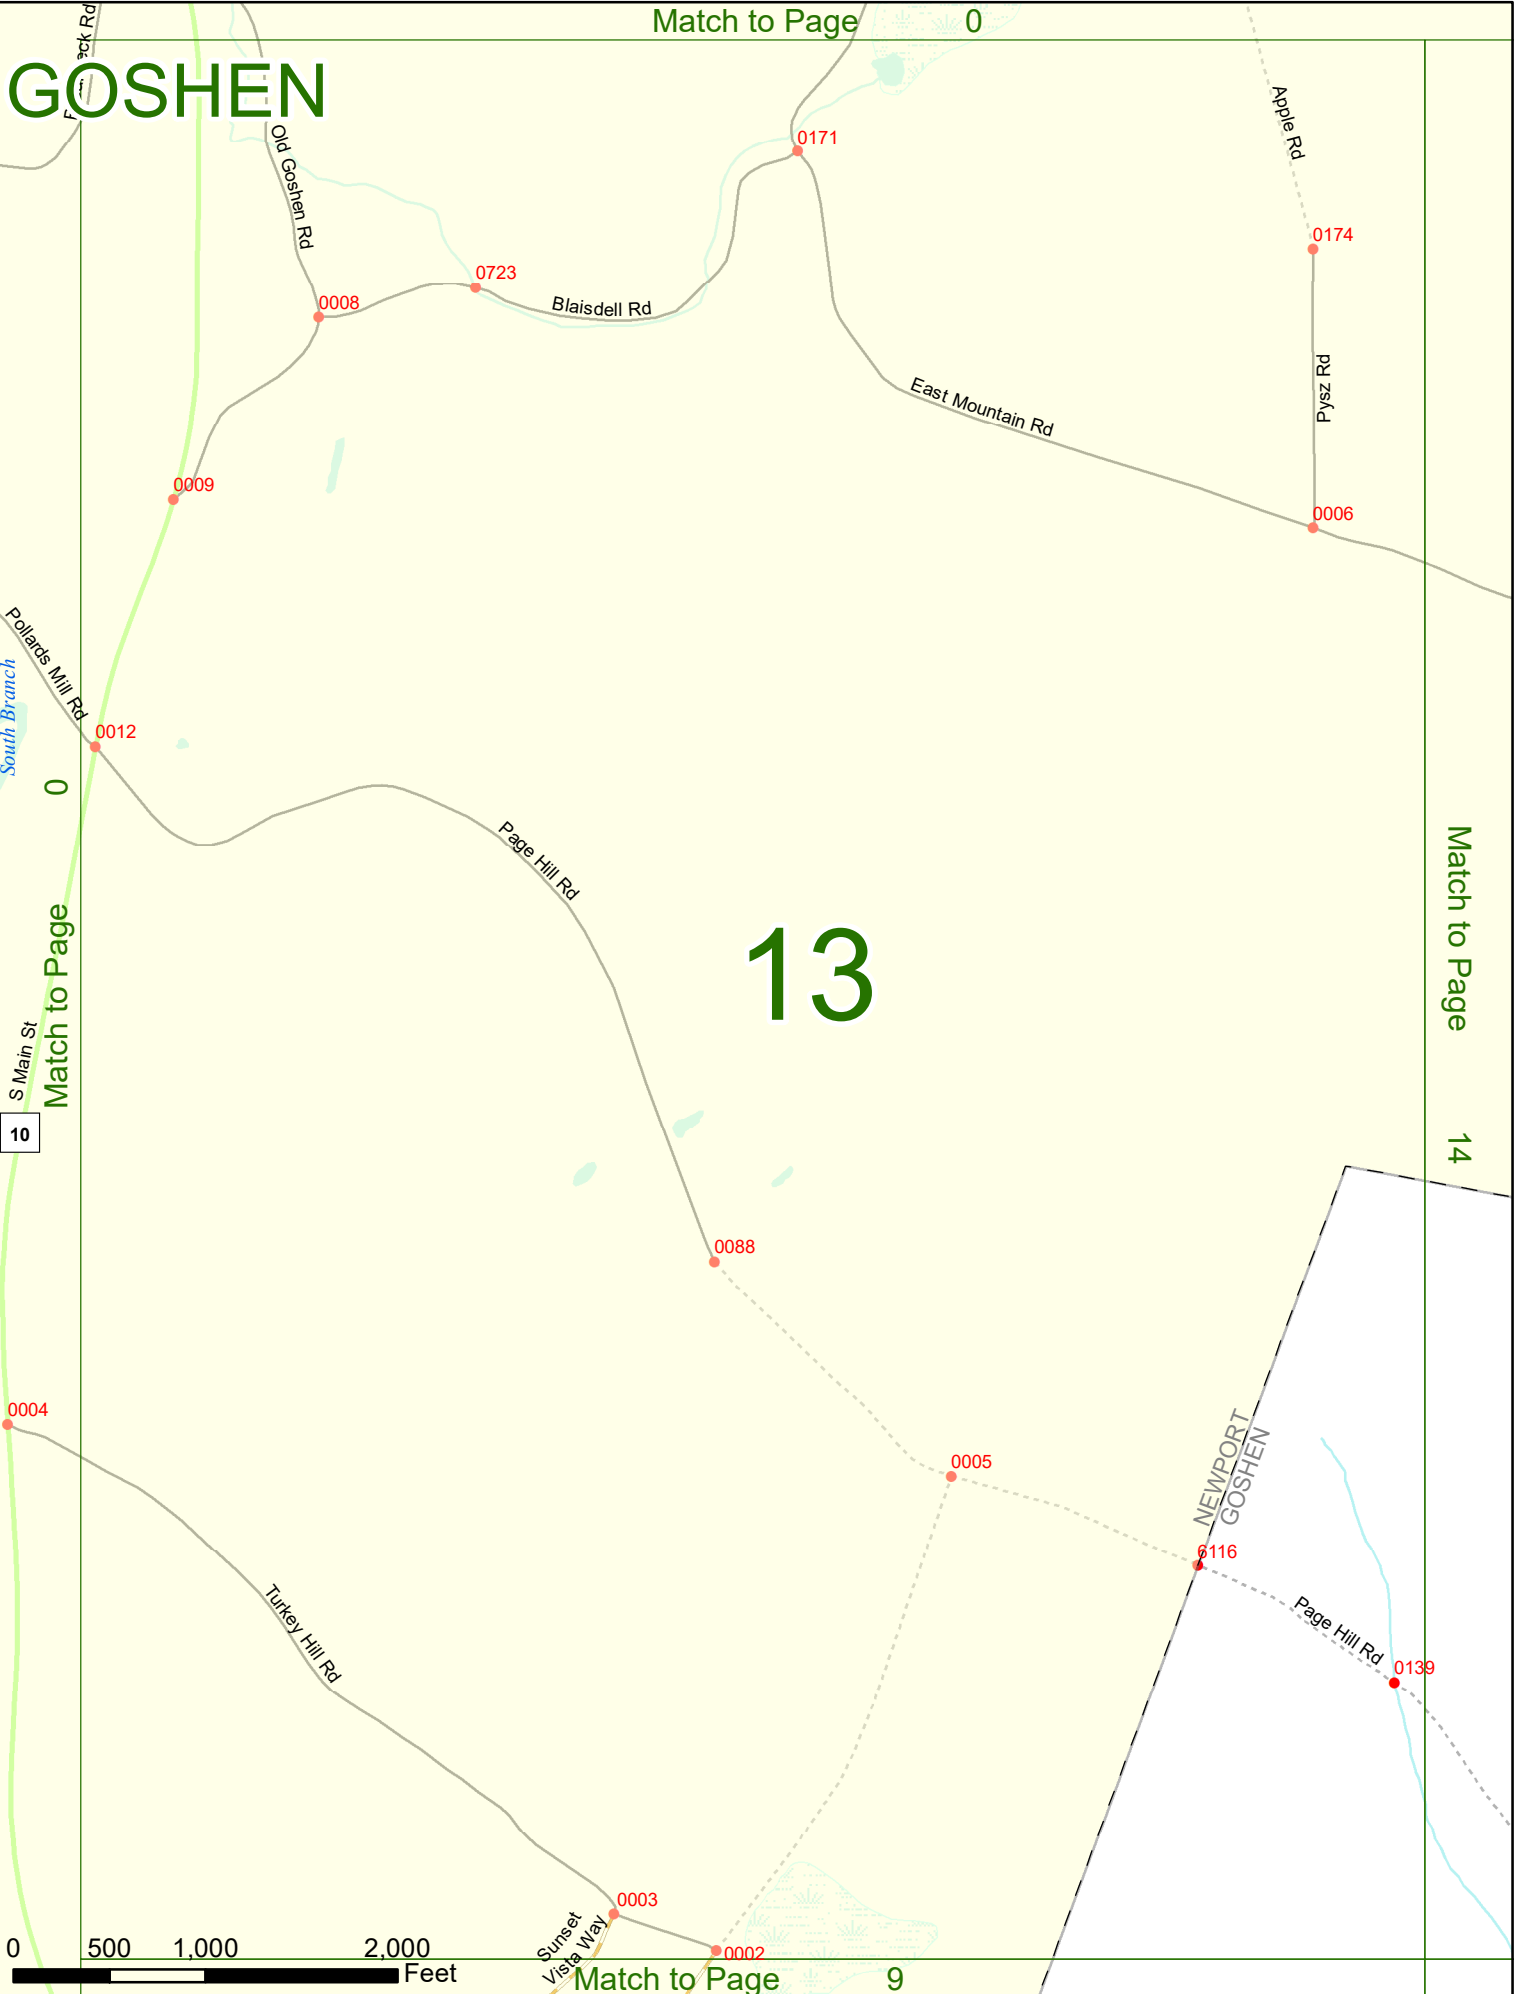 Match to Page 0
GOSHEN
Old Goshen Rd
Apple Rd
0171
0174
0723
0008
Blaisdell Rd
Pysz Rd
East Mountain Rd
0009
0006
Pollards Mill Rd
South Branch
0012
Match to Page 0
Page Hill Rd
Match to Page 14
13
S Main St
10
0088
0004
0005
NEWPORT
GOSHEN
6116
Turkey Hill Rd
Page Hill Rd
0139
0003
Sunset
Vista Way
0002
0 500 1,000 2,000
Feet
Match to Page 9